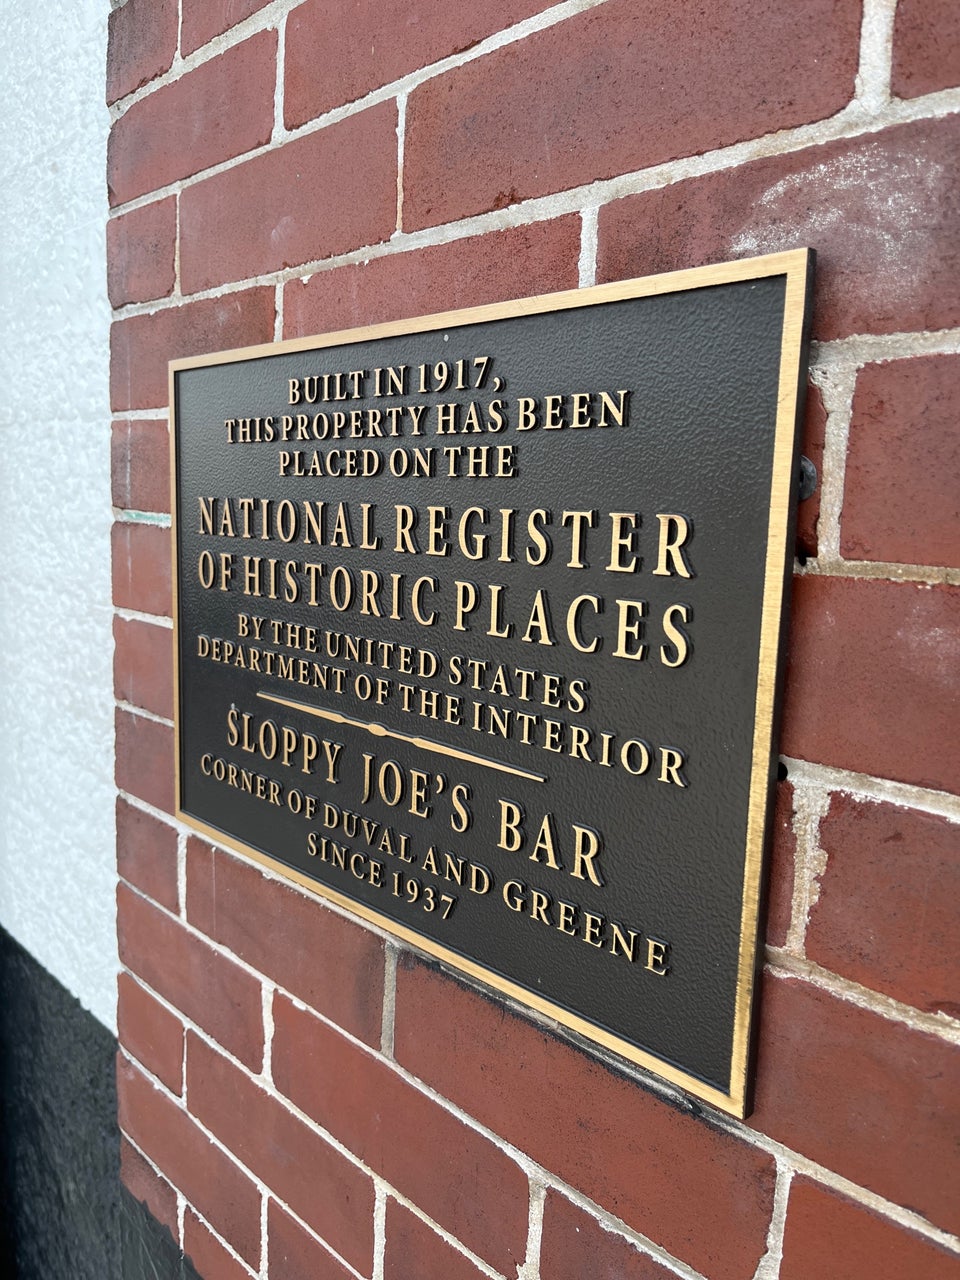 BUILT IN 1917,
THIS PROPERTY HAS BEEN
PLACED ON THE
NATIONAL REGISTER
OF HISTORIC PLACES
BY THE UNITED STATES
DEPARTMENT OF THE INTERIOR
SLOPPY JOE'S BAR
CORNER OF DUVAL AND GREENE
SINCE 1937